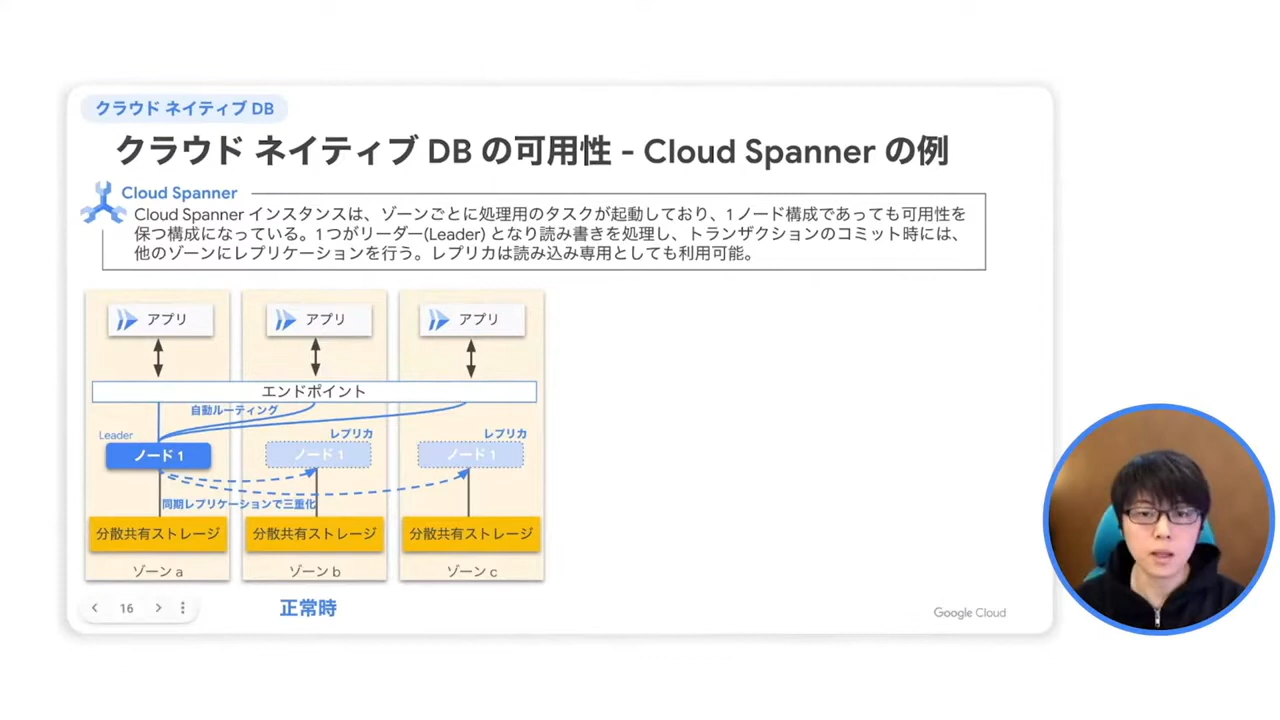 クラウド ネイティブ DB
クラウド ネイティブ DB の可用性 - Cloud Spanner の例
Cloud Spanner
Cloud Spanner インスタンスは、ゾーンごとに処理用のタスクが起動しており、1 ノード構成であっても可用性を
保つ構成になっている。1 つがリーダー(Leader) となり読み書きを処理し、トランザクションのコミット時には、
他のゾーンにレプリケーションを行う。レプリカは読み込み専用としても利用可能。
アプリ アプリ アプリ
エンドポイント
自動ルーティング
Leader レプリカ レプリカ
ノード 1 ノード 1 ノード 1
同期レプリケーションで三重化
分散共有ストレージ 分散共有ストレージ 分散共有ストレージ
ゾーン a ゾーン b ゾーン c
16 正常時 Google Cloud